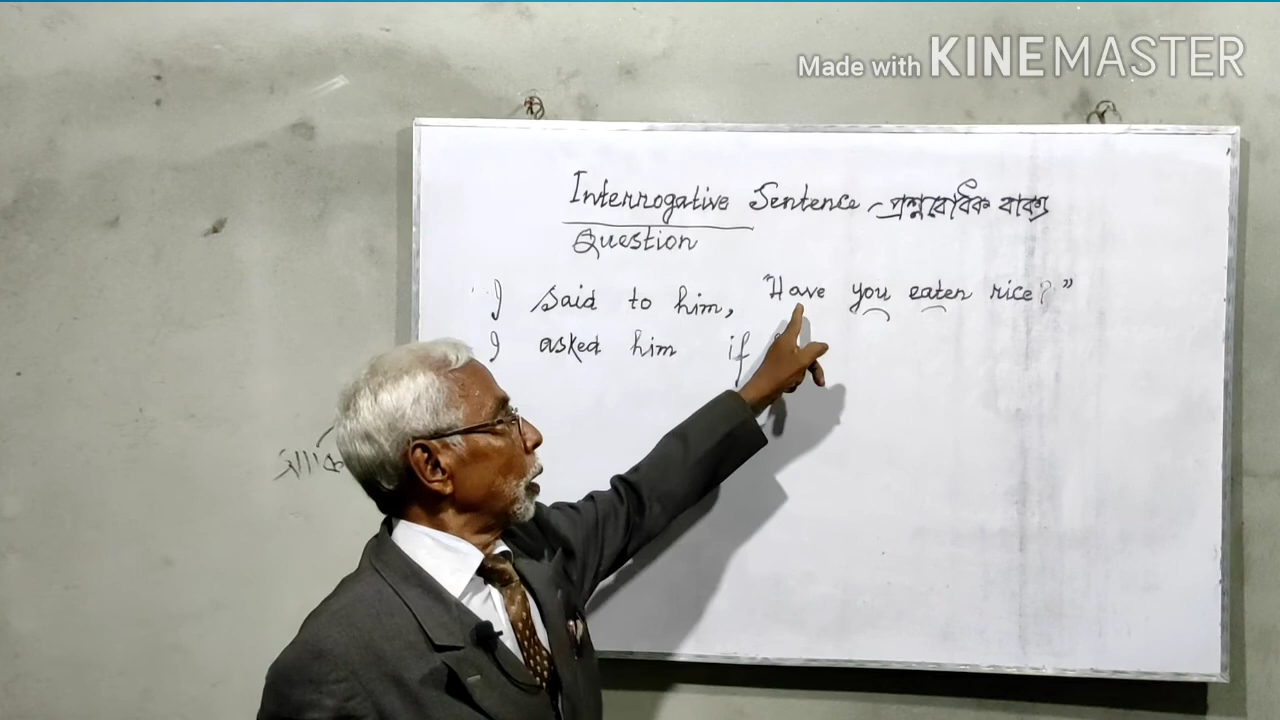 Made with KINEMASTER
Interrogative Sentence - প্রশ্নবোধক বাক্য
Question
I said to him, "Have you eaten rice?"
I asked him if